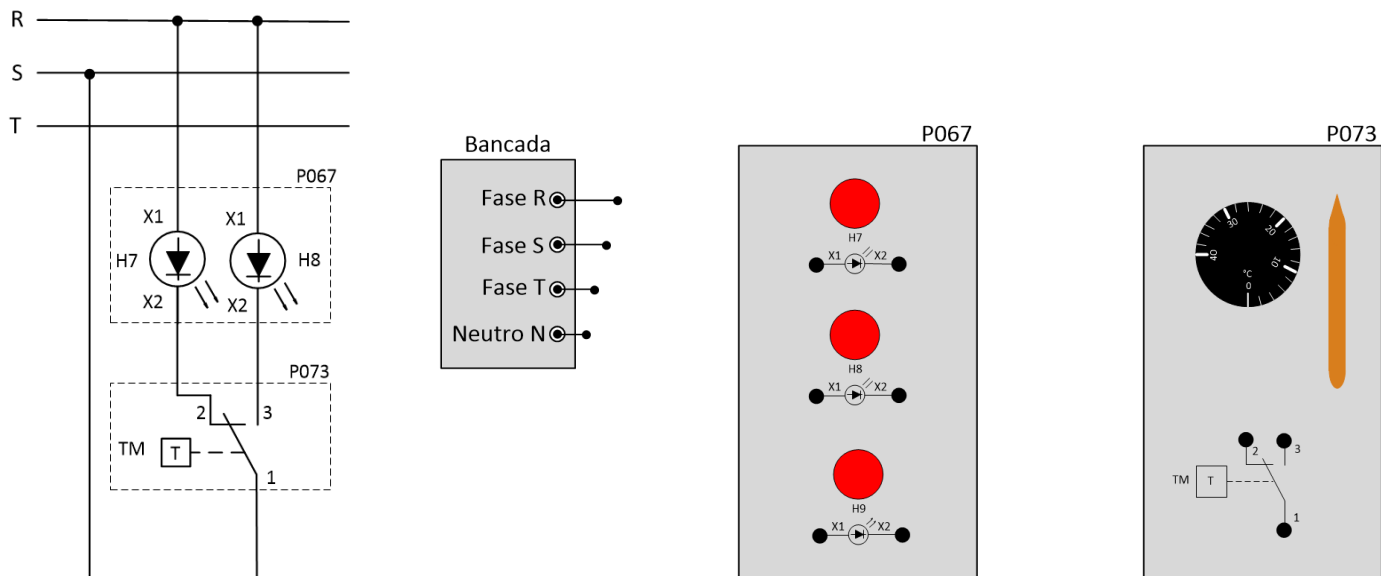 R
S
T
P067
X1 X1
H7 H8
X2 X2
P073
2 3
TM T
1
Bancada
Fase R
Fase S
Fase T
Neutro N
P067
H7
X1 X2
H8
X1 X2
H9
X1 X2
P073
30 20
40 10
°C
0
2 3
TM T
1